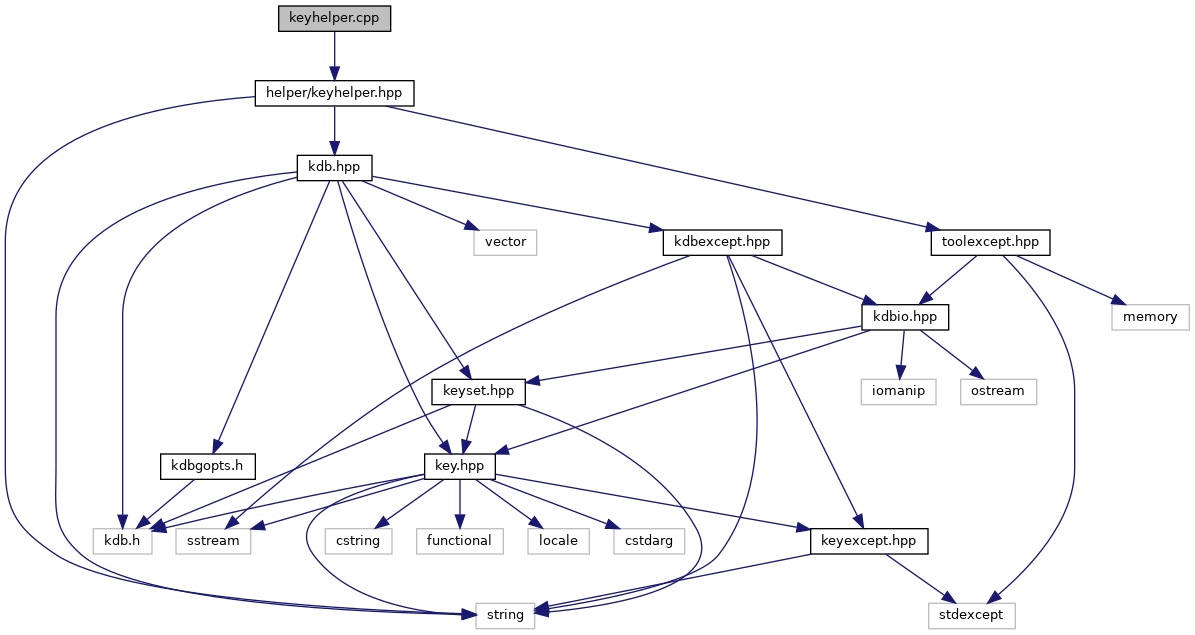 keyhelper.cpp
helper/keyhelper.hpp
kdb.hpp
vector
kdbexcept.hpp
toolexcept.hpp
kdbio.hpp
memory
keyset.hpp
iomanip
ostream
kdbgopts.h
key.hpp
kdb.h
sstream
cstring
functional
locale
cstdarg
keyexcept.hpp
string
stdexcept